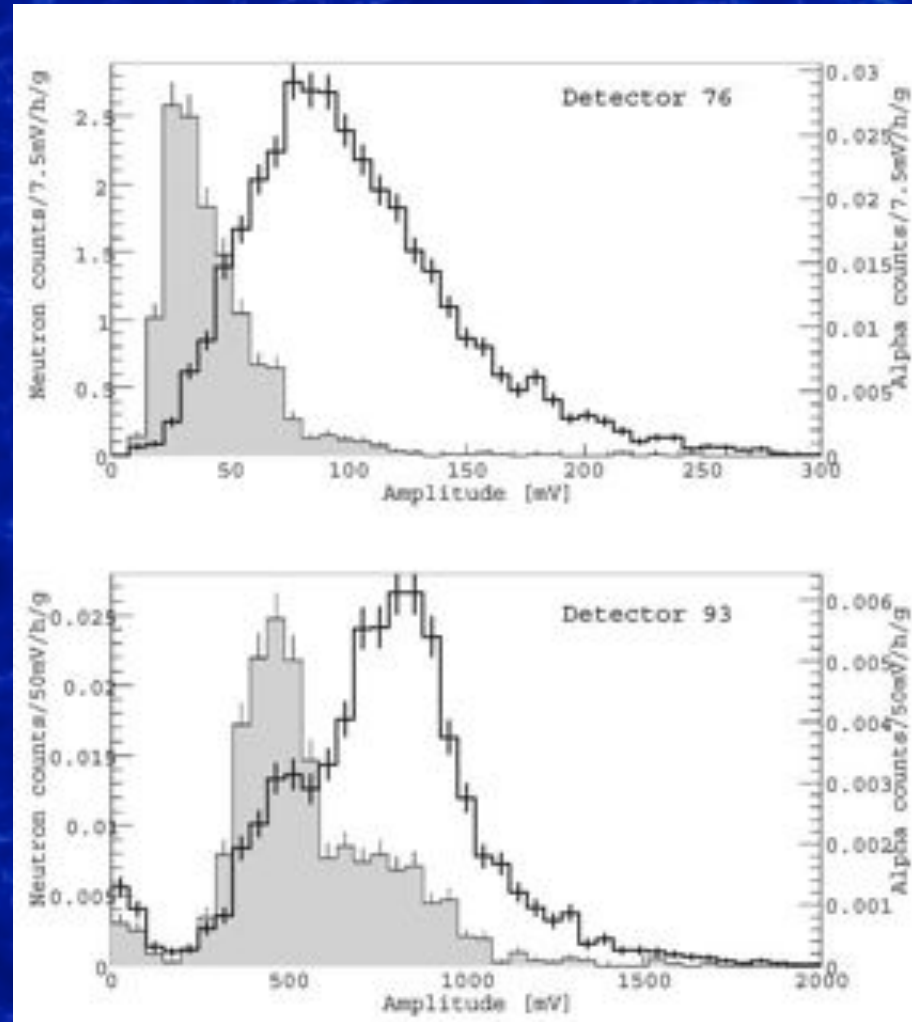 Detector 76
Neutron counts/7.5mV/h/g
2.5
2
1.5
1
0.5
0
0.03
0.025
0.02
0.015
0.01
0.005
0
Alpha counts/7.5mV/h/g
0 50 100 150 200 250 300
Amplitude [mV]
Detector 93
Neutron counts/50mV/h/g
0.025
0.02
0.015
0.01
0.005
0
0.006
0.005
0.004
0.003
0.002
0.001
0
Alpha counts/50mV/h/g
0 500 1000 1500 2000
Amplitude [mV]